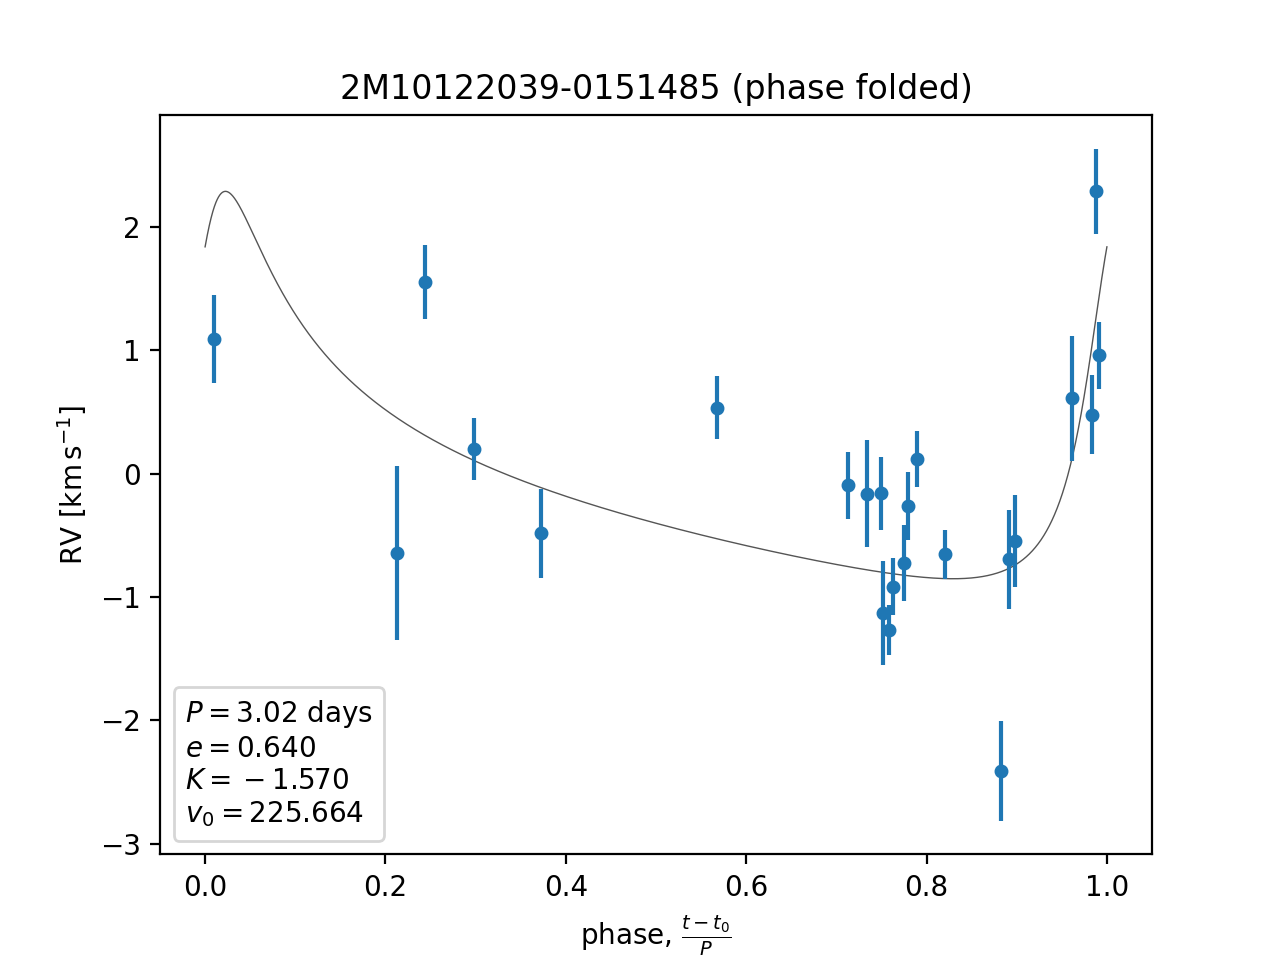 2M10122039-0151485 (phase folded)
RV [km s⁻¹]
2
1
0
−1
−2
−3
P = 3.02 days
e = 0.640
K = −1.570
v₀ = 225.664
0.0 0.2 0.4 0.6 0.8 1.0
phase, (t − t₀)/P